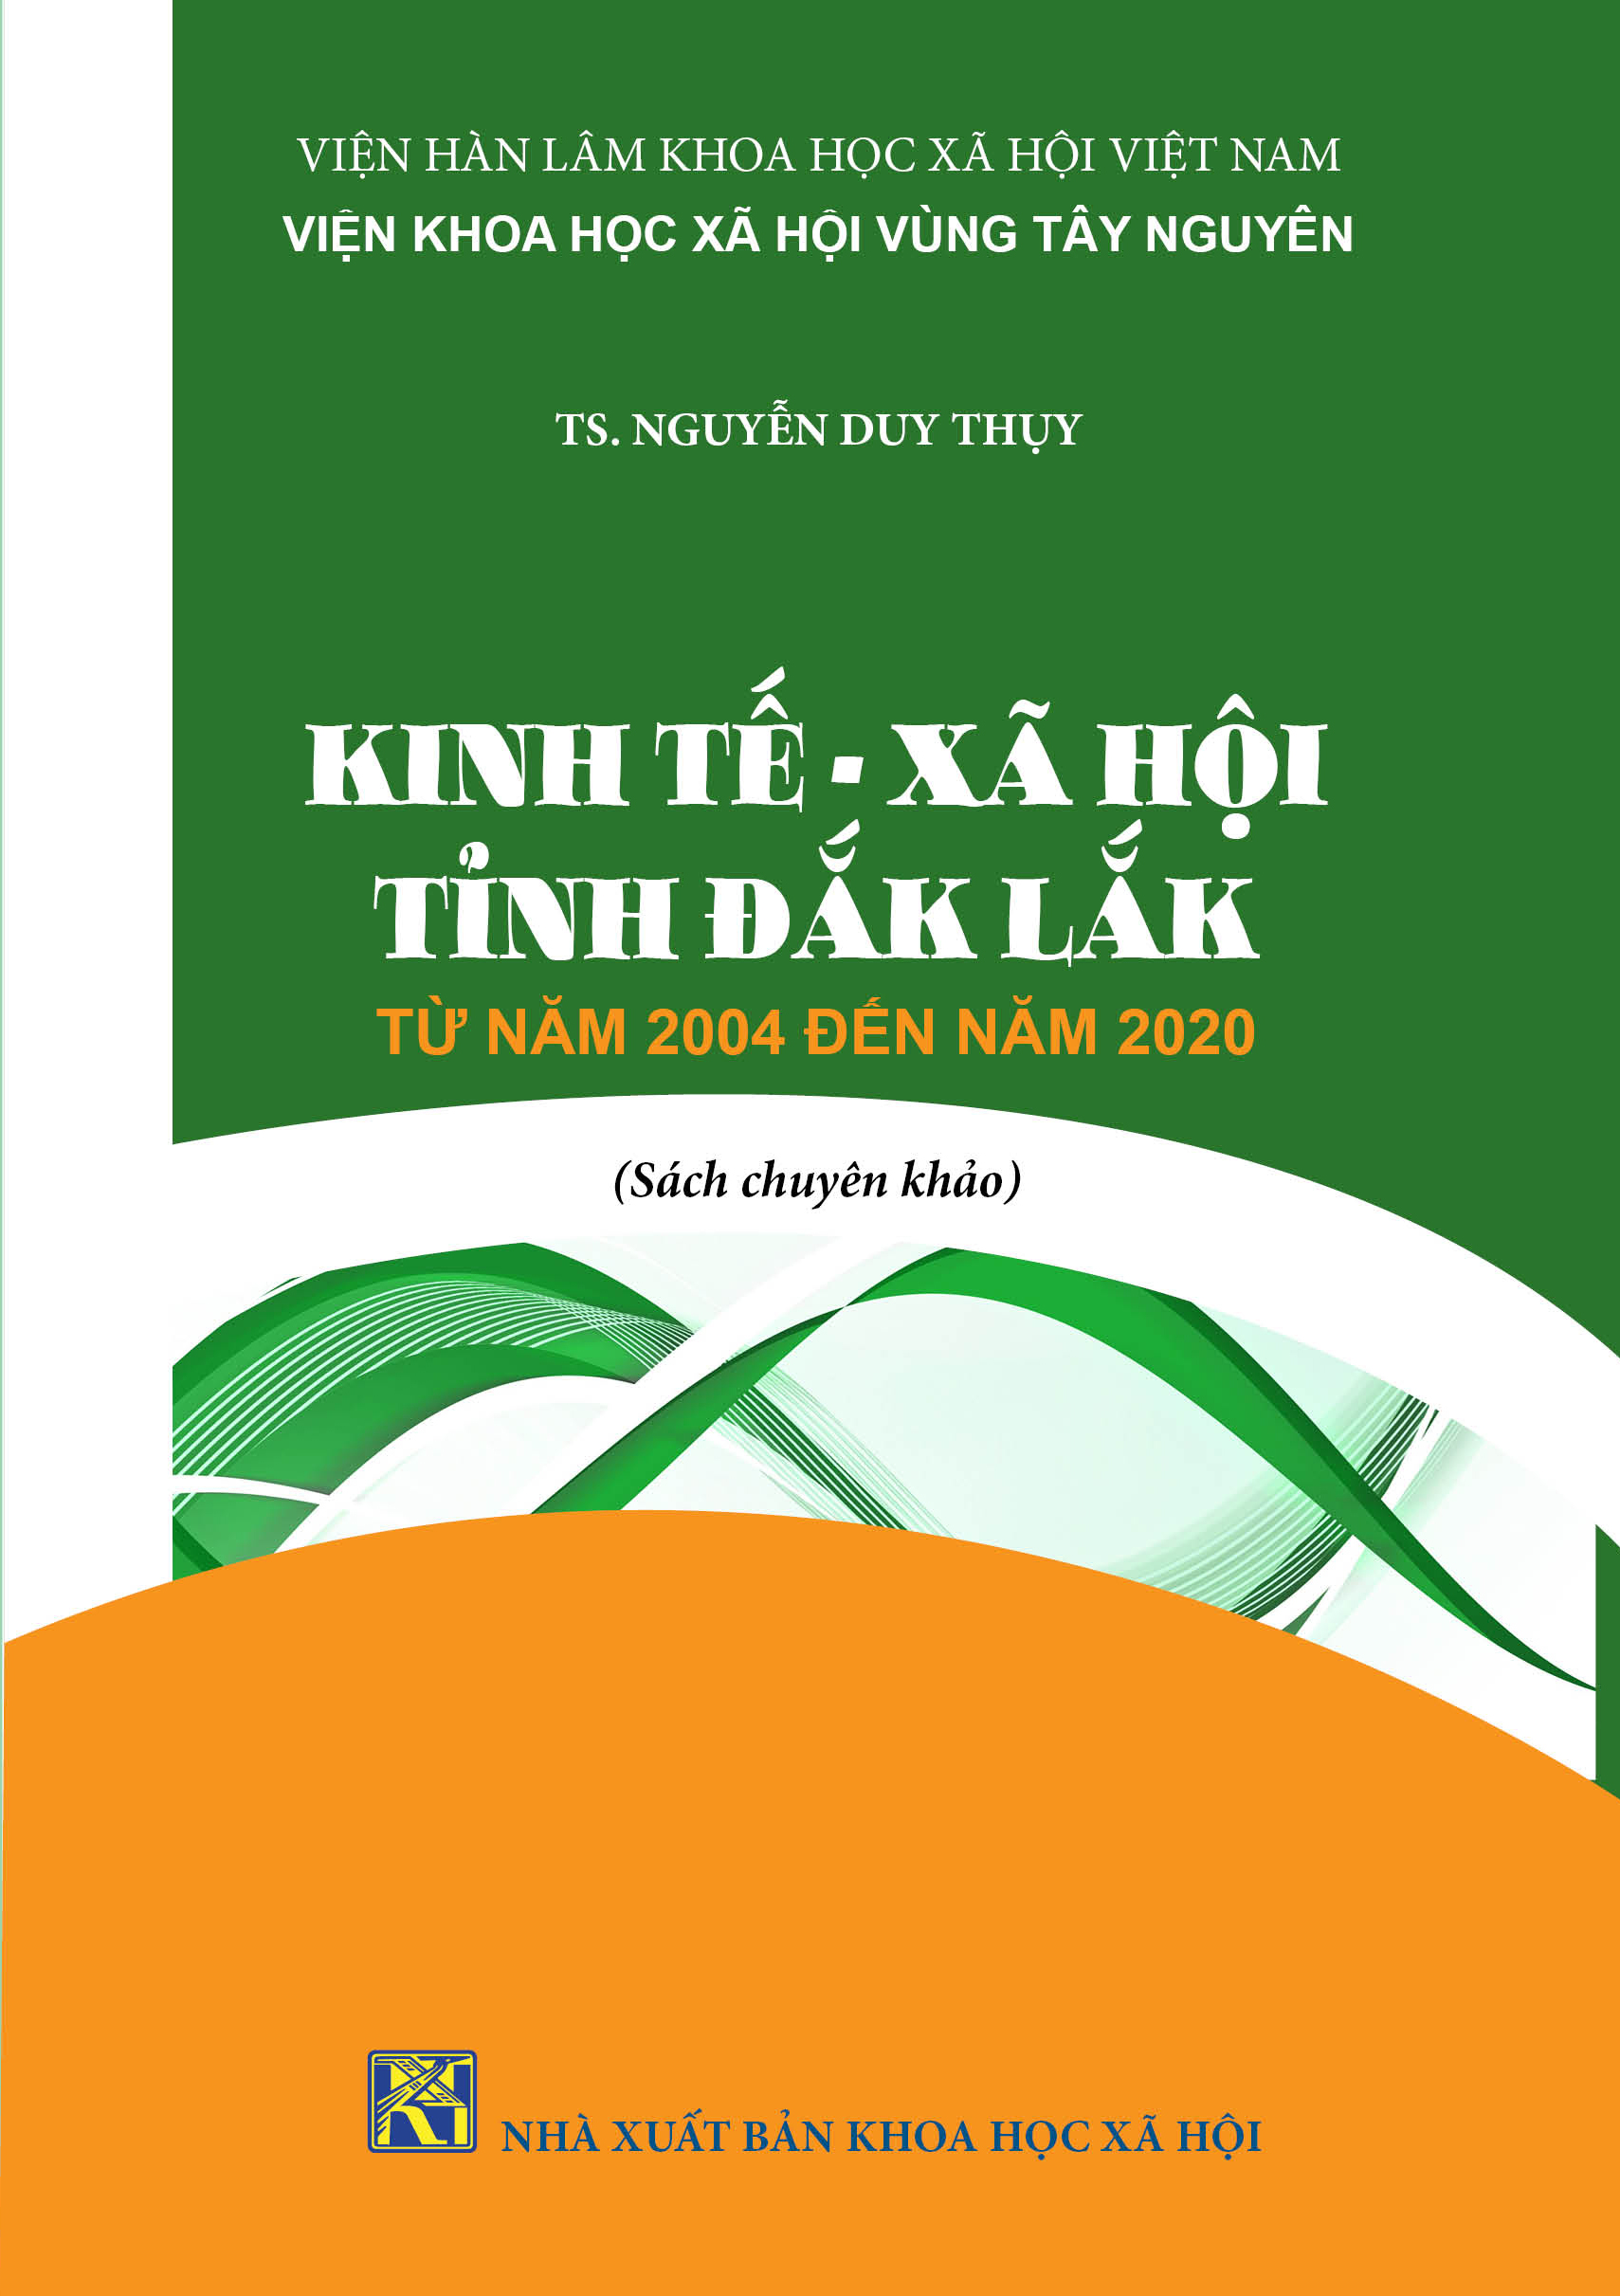 VIỆN HÀN LÂM KHOA HỌC XÃ HỘI VIỆT NAM
VIỆN KHOA HỌC XÃ HỘI VÙNG TÂY NGUYÊN
TS. NGUYỄN DUY THỤY
KINH TẾ - XÃ HỘI
TỈNH ĐẮK LẮK
TỪ NĂM 2004 ĐẾN NĂM 2020
(Sách chuyên khảo)
NHÀ XUẤT BẢN KHOA HỌC XÃ HỘI